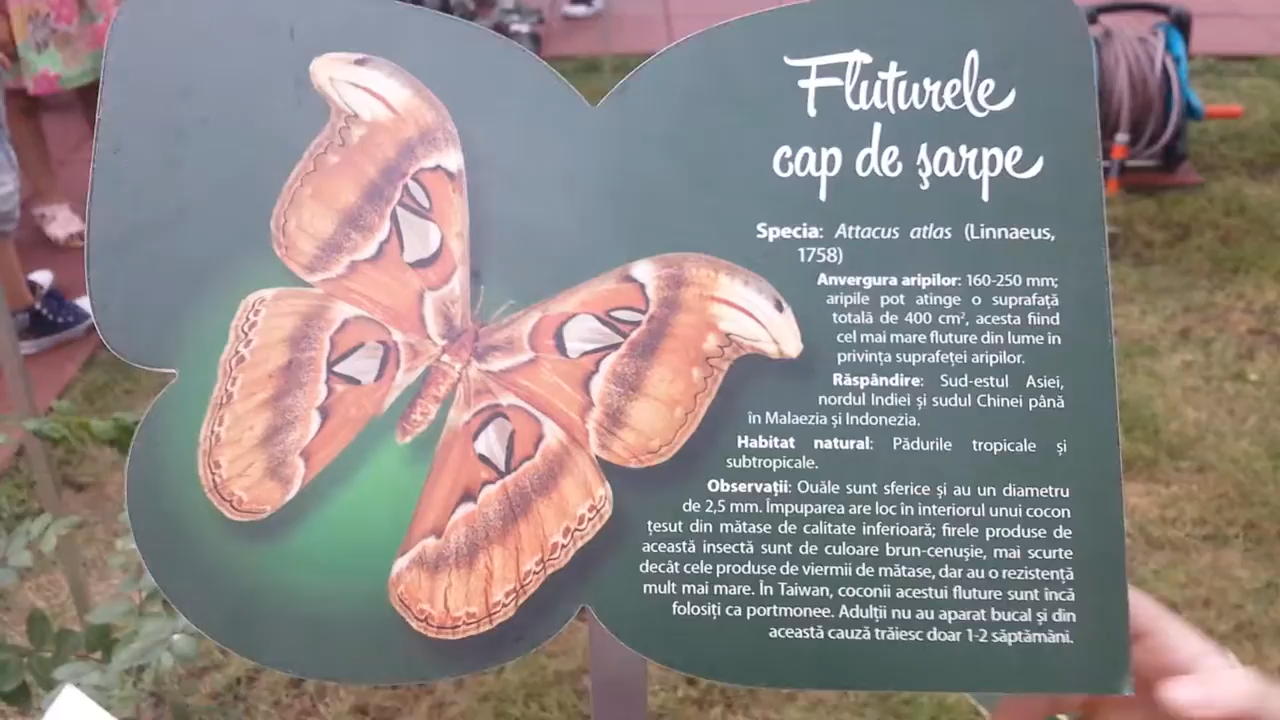 Fluturele
cap de şarpe
Specia: Attacus atlas (Linnaeus,
1758)
Anvergura aripilor: 160-250 mm;
aripile pot atinge o suprafață
totală de 400 cm², acesta fiind
cel mai mare fluture din lume în
privința suprafeței aripilor.
Răspândire: Sud-estul Asiei,
nordul Indiei și sudul Chinei până
în Malaezia și Indonezia.
Habitat natural: Pădurile tropicale și
subtropicale.
Observații: Ouăle sunt sferice și au un diametru
de 2,5 mm. Împuparea are loc în interiorul unui cocon
țesut din mătase de calitate inferioară; firele produse de
această insectă sunt de culoare brun-cenușie, mai scurte
decât cele produse de viermii de mătase, dar au o rezistență
mult mai mare. În Taiwan, coconii acestui fluture sunt încă
folosiți ca portmonee. Adulții nu au aparat bucal și din
această cauză trăiesc doar 1-2 săptămâni.